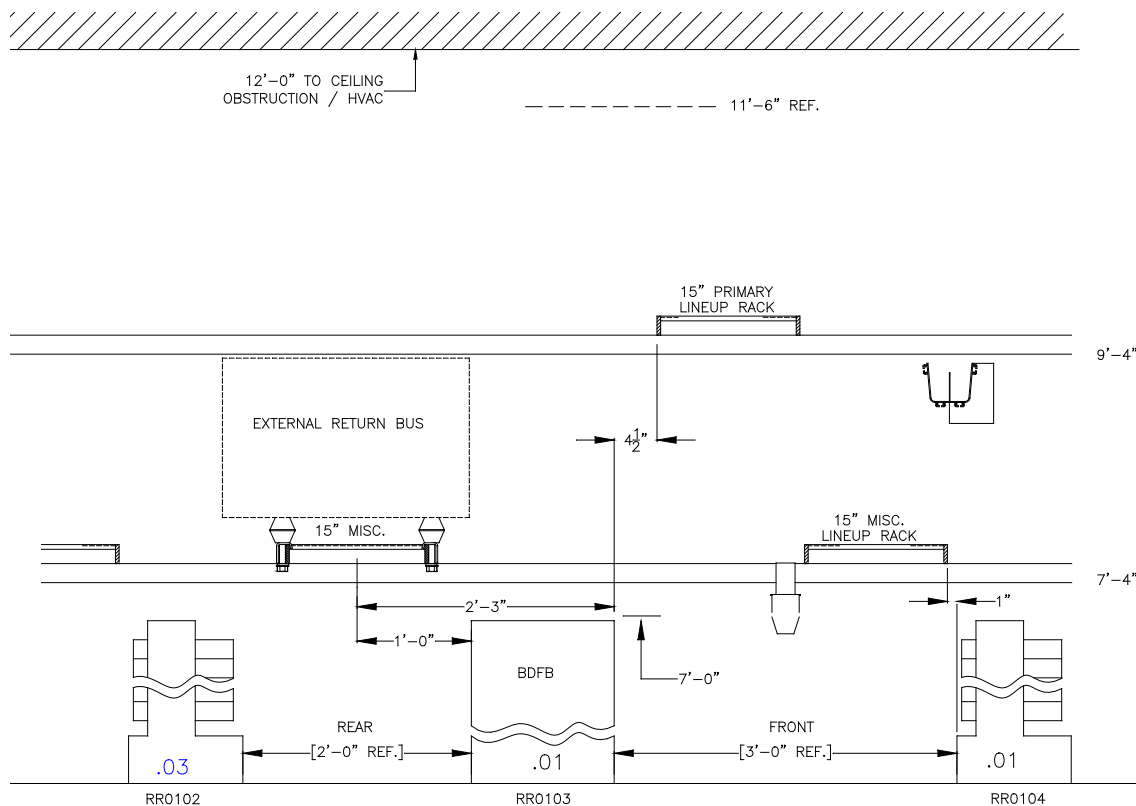 12'-0" TO CEILING
OBSTRUCTION / HVAC
11'-6" REF.
15" PRIMARY
LINEUP RACK
9'-4"
EXTERNAL RETURN BUS
4 1/2"
15" MISC.
15" MISC.
LINEUP RACK
7'-4"
2'-3"
1"
1'-0"
BDFB
7'-0"
REAR
[2'-0" REF.]
FRONT
[3'-0" REF.]
.03
.01
.01
RR0102
RR0103
RR0104